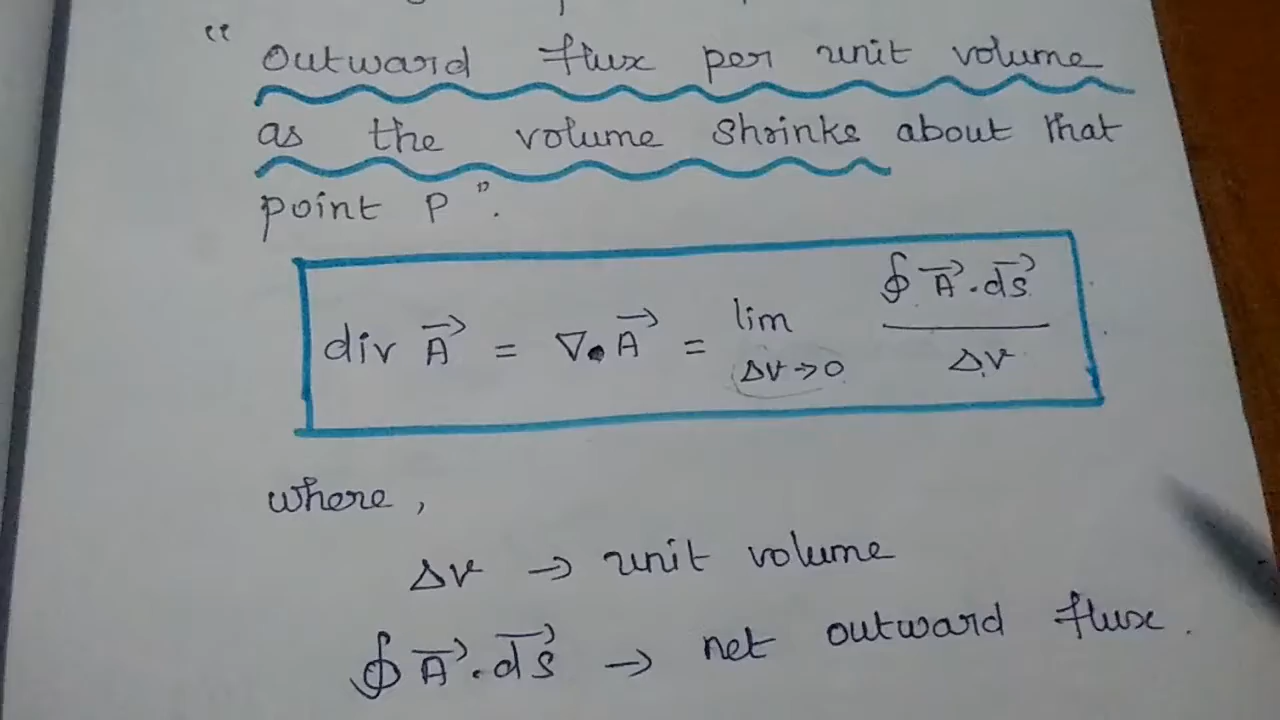 “ Outward flux per unit volume
as the volume shrinks about that
point P ”.
div A⃗ = ∇.A⃗ = lim Δv→0 ∮ A⃗.ds⃗ / Δv
where,
Δv → unit volume
∮ A⃗.ds⃗ → net outward flux.